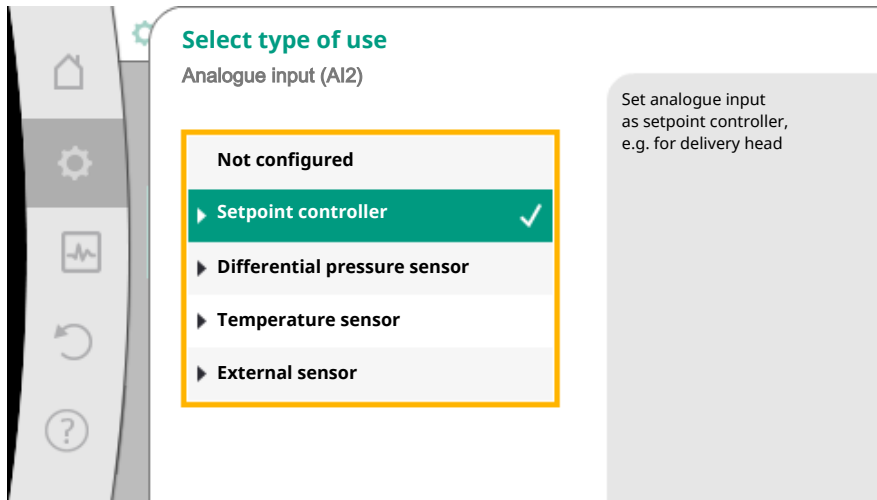 Select type of use
Analogue input (AI2)
Not configured
Setpoint controller
Differential pressure sensor
Temperature sensor
External sensor
Set analogue input
as setpoint controller,
e.g. for delivery head
?